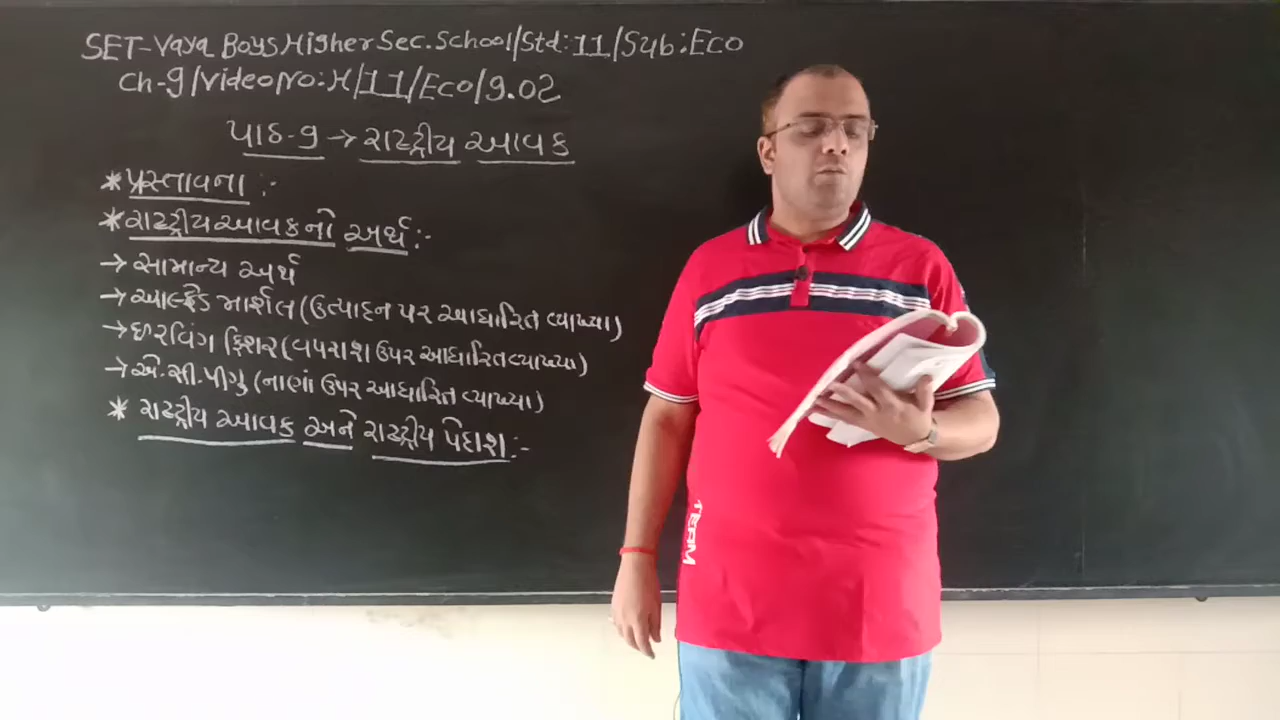 SET-Vaya Boys Higher Sec. School/Std:11/Sub:Eco
Ch-9/Video No:H/11/Eco/9.02
પાઠ-9 → રાષ્ટ્રીય આવક
* પ્રસ્તાવના :-
* રાષ્ટ્રીય આવકનો અર્થ :-
→ સામાન્ય અર્થ
→ આલ્ફ્રેડ માર્શલ (ઉત્પાદન પર આધારિત વ્યાખ્યા)
→ ઇરવિંગ ફિશર (વપરાશ ઉપર આધારિત વ્યાખ્યા)
→ એ.સી.પીગુ (નાણાં ઉપર આધારિત વ્યાખ્યા)
* રાષ્ટ્રીય આવક અને રાષ્ટ્રીય પેદાશ :-
TEAM